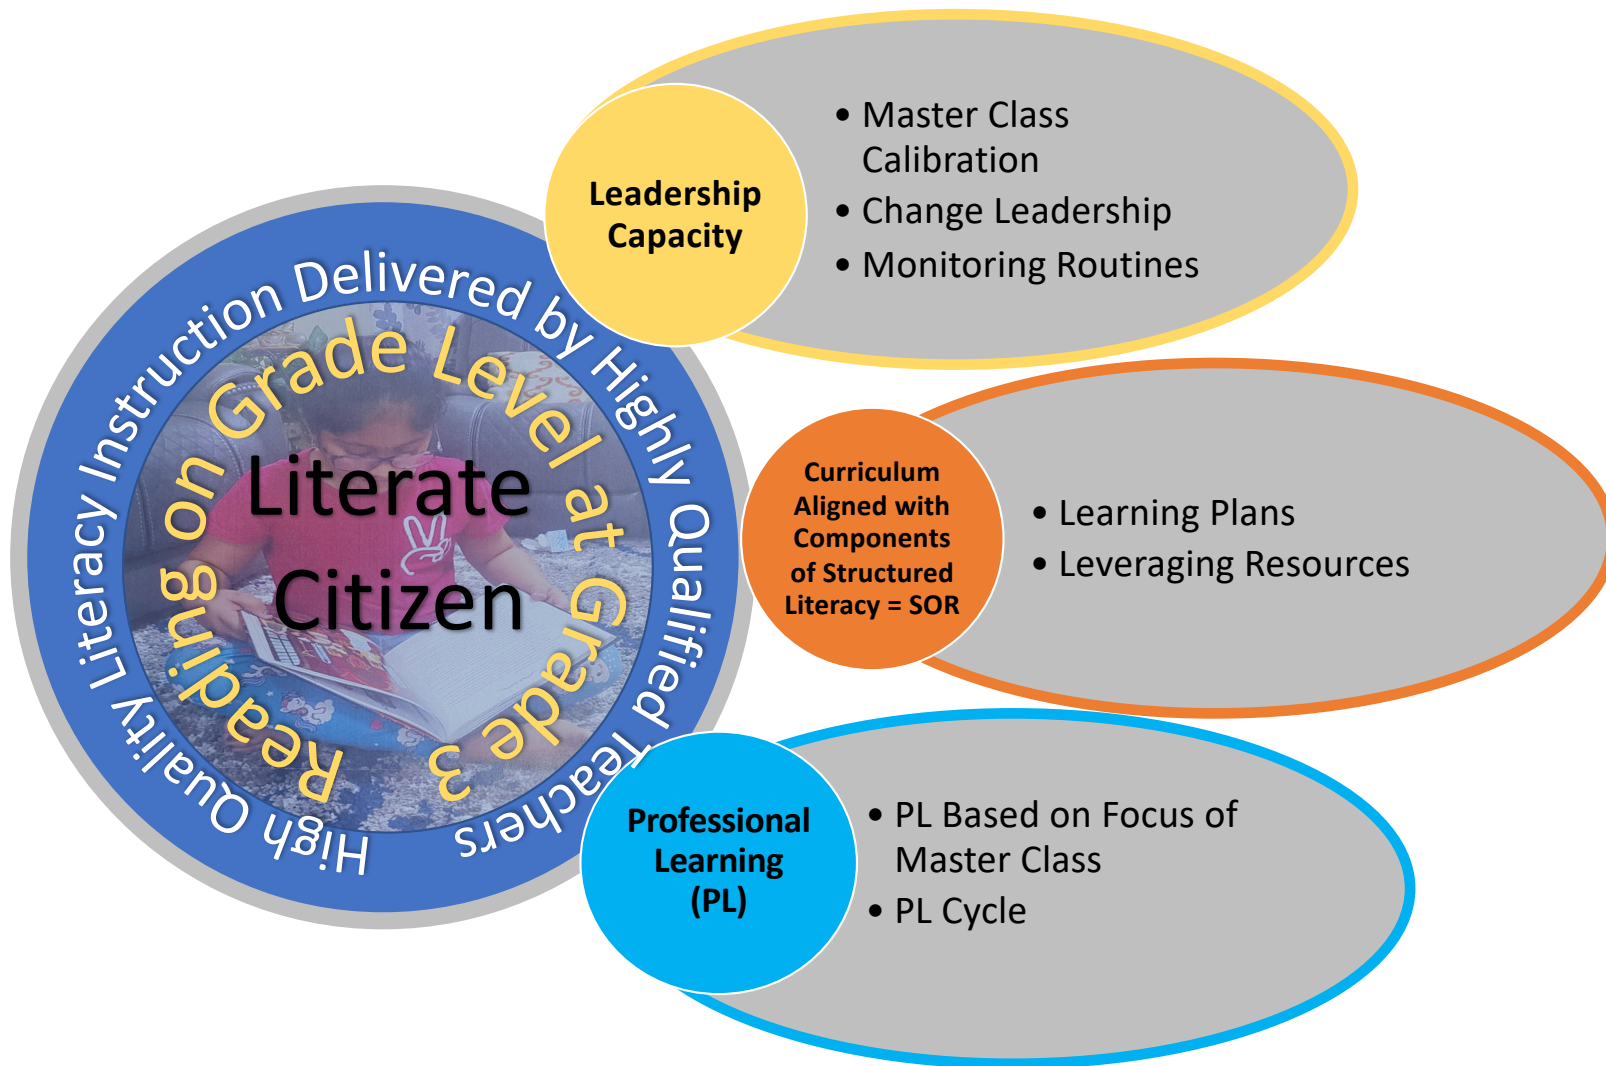 High Quality Literacy Instruction Delivered by Highly Qualified Teachers
Reading on Grade Level at Grade 3
Literate
Citizen
Leadership
Capacity
• Master Class
Calibration
• Change Leadership
• Monitoring Routines
Curriculum
Aligned with
Components
of Structured
Literacy = SOR
• Learning Plans
• Leveraging Resources
Professional
Learning
(PL)
• PL Based on Focus of
Master Class
• PL Cycle